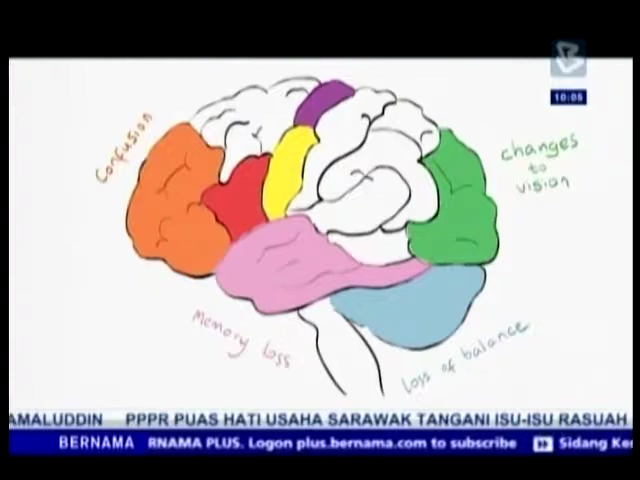 10:05
Confusion
changes
to
vision
Memory loss
Loss of balance
AMALUDDIN PPPR PUAS HATI USAHA SARAWAK TANGANI ISU-ISU RASUAH
BERNAMA RNAMA PLUS. Logon plus.bernama.com to subscribe Sidang Ke